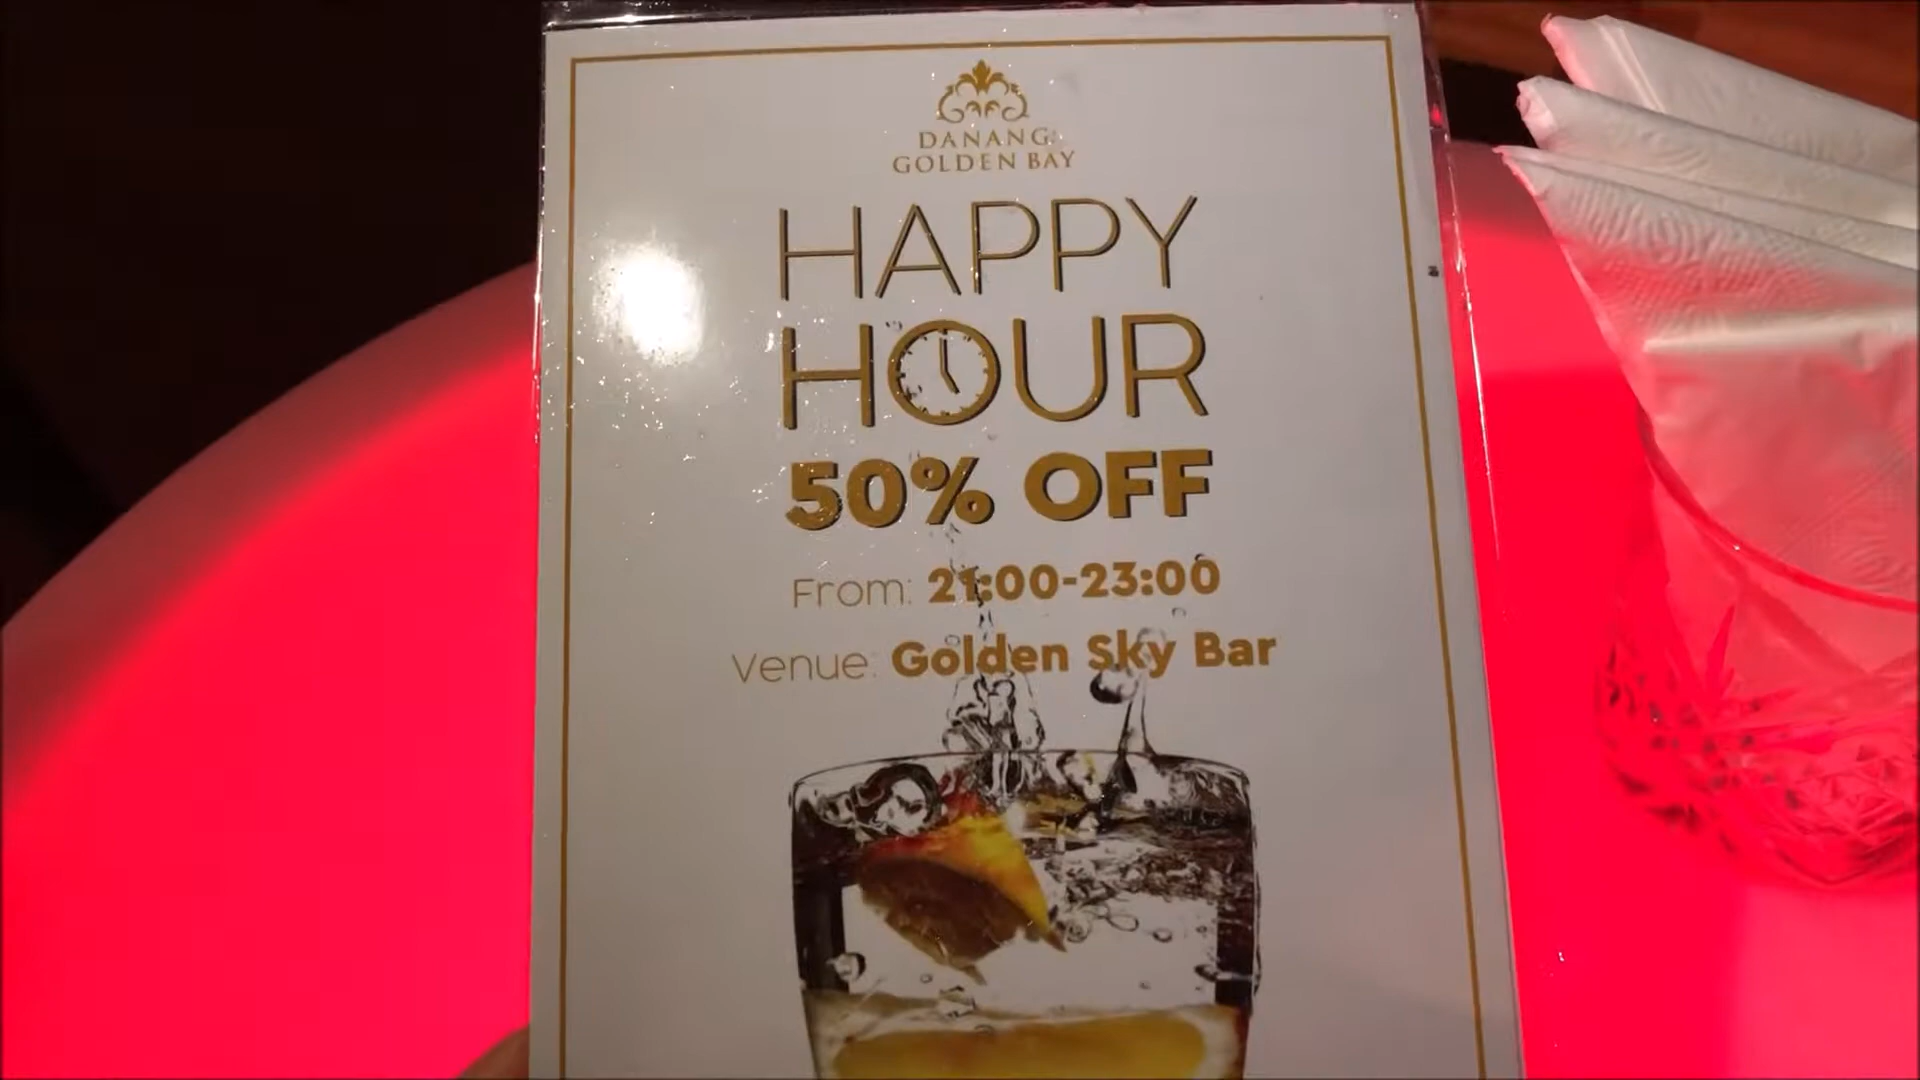 DANANG
GOLDEN BAY
HAPPY
HOUR
50% OFF
From: 21:00-23:00
Venue: Golden Sky Bar